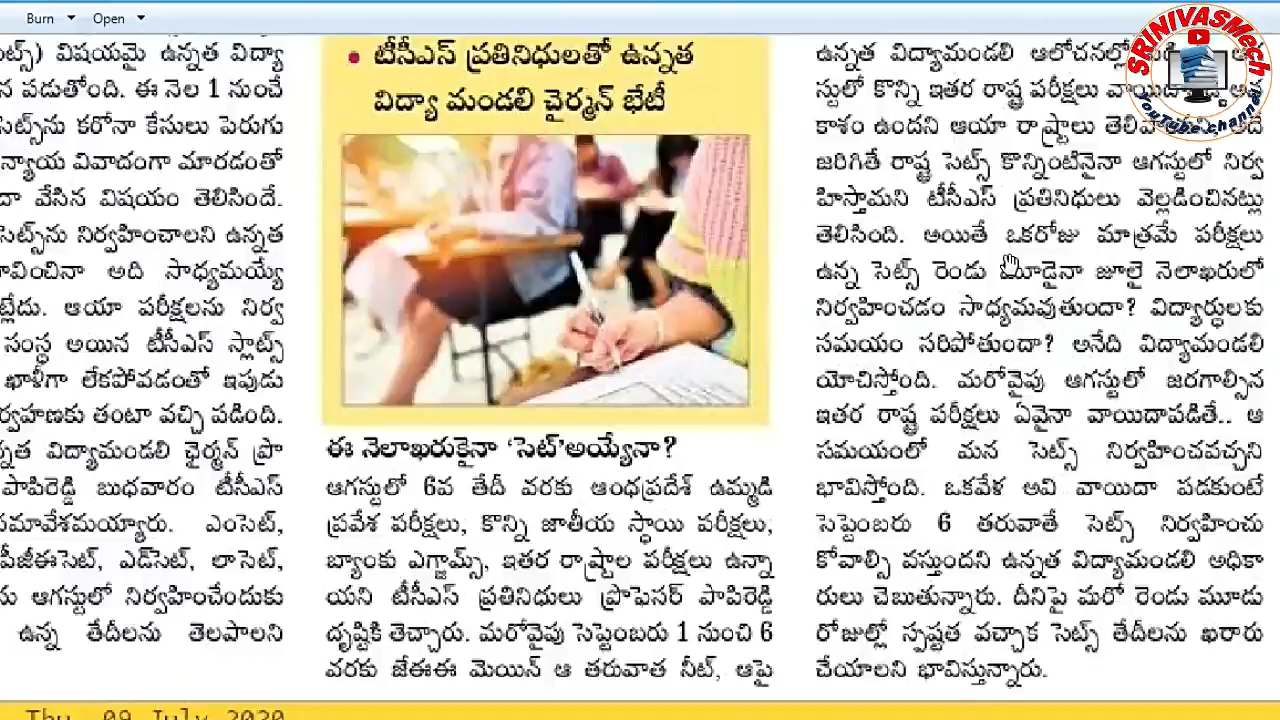 Burn Open
SRINIVASMech
YouTube channel
ంట్స్) విషయమై ఉన్నత విద్యా
న పడుతోంది. ఈ నెల 1 నుంచే
సెట్స్‌ను కరోనా కేసులు పెరుగు
న్యాయ వివాదంగా మారడంతో
దా వేసిన విషయం తెలిసిందే.
సెట్స్‌ను నిర్వహించాలని ఉన్నత
ావించినా అది సాధ్యమయ్యే
ట్లేదు. ఆయా పరీక్షలను నిర్వ
సంస్థ అయిన టీసీఎస్ స్లాట్స్
ఖాళీగా లేకపోవడంతో ఇపుడు
ర్వహణకు తంటా వచ్చి పడింది.
న్నత విద్యామండలి ఛైర్మన్ ప్రొ
పాపిరెడ్డి బుధవారం టీసీఎస్
సమావేశమయ్యారు. ఎంసెట్,
పీజీఈసెట్, ఎడ్‌సెట్, లాసెట్,
ను ఆగస్టులో నిర్వహించేందుకు
ఉన్న తేదీలను తెలపాలని
• టీసీఎస్ ప్రతినిధులతో ఉన్నత
విద్యా మండలి చైర్మన్ భేటీ
ఈ నెలాఖరుకైనా ‘సెట్’అయ్యేనా?
ఆగస్టులో 6వ తేదీ వరకు ఆంధప్రదేశ్ ఉమ్మడి
ప్రవేశ పరీక్షలు, కొన్ని జాతీయ స్థాయి పరీక్షలు,
బ్యాంకు ఎగ్జామ్స్, ఇతర రాష్ట్రాల పరీక్షలు ఉన్నా
యని టీసీఎస్ ప్రతినిధులు ప్రొఫెసర్ పాపిరెడ్డి
దృష్టికి తెచ్చారు. మరోవైపు సెప్టెంబరు 1 నుంచి 6
వరకు జేఈఈ మెయిన్ ఆ తరువాత నీట్, ఆపై
ఉన్నత విద్యామండలి ఆలోచనల్లో
స్టులో కొన్ని ఇతర రాష్ట్ర పరీక్షలు
కాశం ఉందని ఆయా రాష్ట్రాలు
జరిగితే రాష్ట్ర సెట్స్ కొన్నింటినైనా ఆగస్టులో నిర్వ
హిస్తామని టీసీఎస్ ప్రతినిధులు వెల్లడించినట్లు
తెలిసింది. అయితే ఒకరోజు మాత్రమే పరీక్షలు
ఉన్న సెట్స్ రెండు మూడైనా జూలై నెలాఖరులో
నిర్వహించడం సాధ్యమవుతుందా? విద్యార్థులకు
సమయం సరిపోతుందా? అనేది విద్యామండలి
యోచిస్తోంది. మరోవైపు ఆగస్టులో జరగాల్సిన
ఇతర రాష్ట్ర పరీక్షలు ఏవైనా వాయిదాపడితే.. ఆ
సమయంలో మన సెట్స్ నిర్వహించవచ్చని
భావిస్తోంది. ఒకవేళ అవి వాయిదా పడకుంటే
సెప్టెంబరు 6 తరువాతే సెట్స్ నిర్వహించు
కోవాల్సి వస్తుందని ఉన్నత విద్యామండలి అధికా
రులు చెబుతున్నారు. దీనిపై మరో రెండు మూడు
రోజుల్లో స్పష్టత వచ్చాక సెట్స్ తేదీలను ఖరారు
చేయాలని భావిస్తున్నారు.
Thu, 09 July 2020